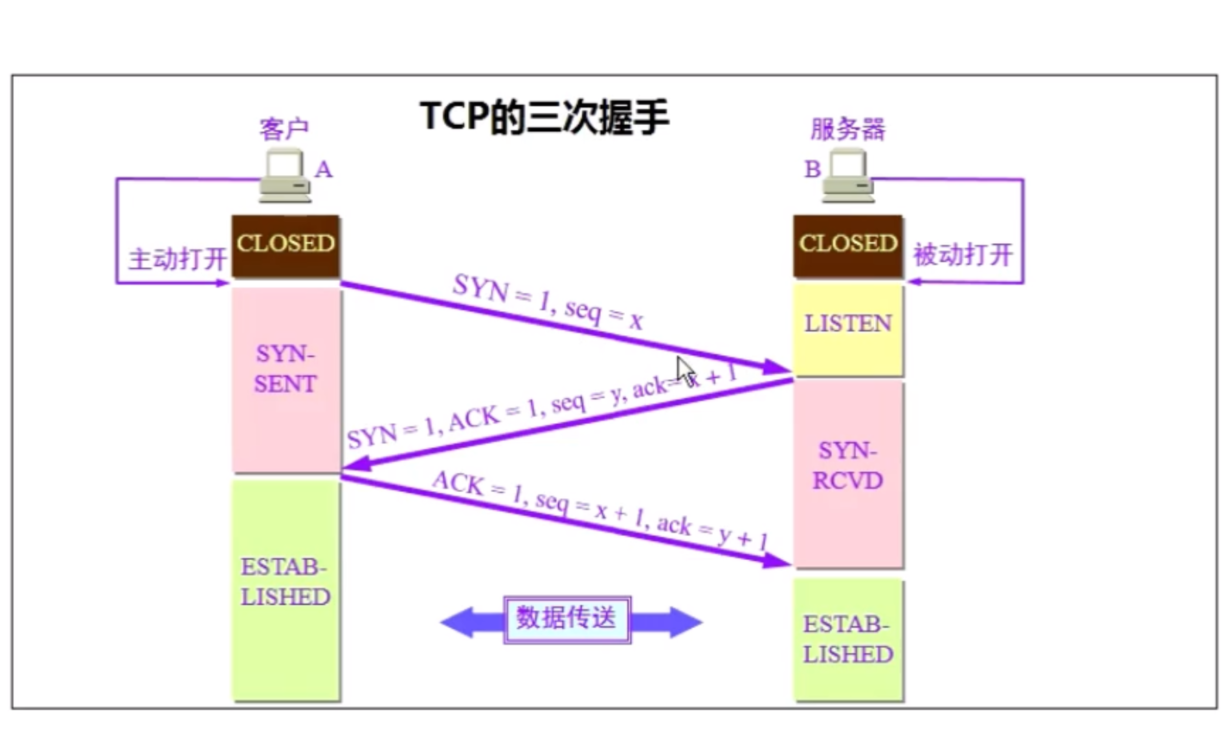 TCP的三次握手
客户
服务器
A
B
CLOSED
CLOSED
主动打开
被动打开
SYN = 1, seq = x
LISTEN
SYN-
SENT
SYN = 1, ACK = 1, seq = y, ack= x + 1
SYN-
RCVD
ACK = 1, seq = x + 1, ack = y + 1
ESTAB-
LISHED
数据传送
ESTAB-
LISHED